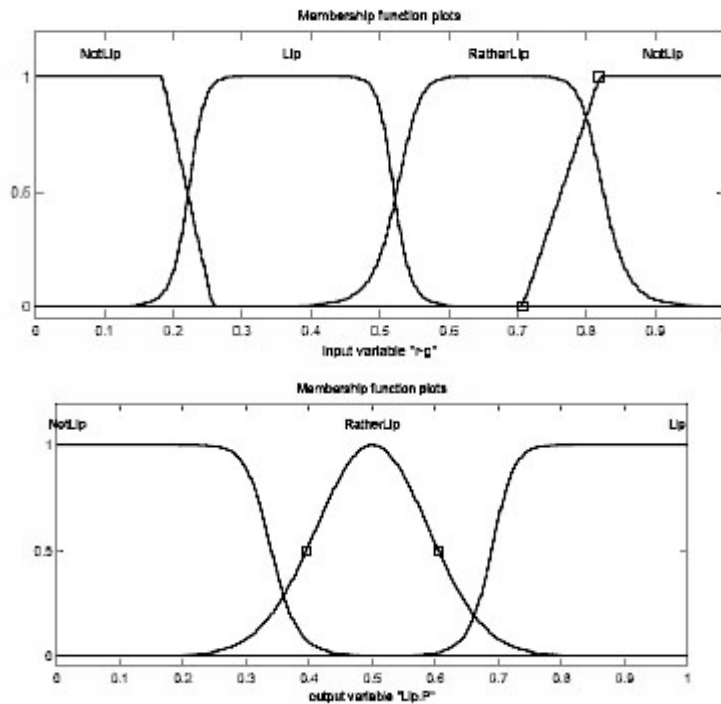 Membership function plots
NotLip Lip RatherLip NotLip
1
0.5
0
0 0.1 0.2 0.3 0.4 0.5 0.6 0.7 0.8 0.9
input variable "r-g"
Membership function plots
NotLip RatherLip Lip
1
0.5
0
0 0.1 0.2 0.3 0.4 0.5 0.6 0.7 0.8 0.9 1
output variable "Lip.P"